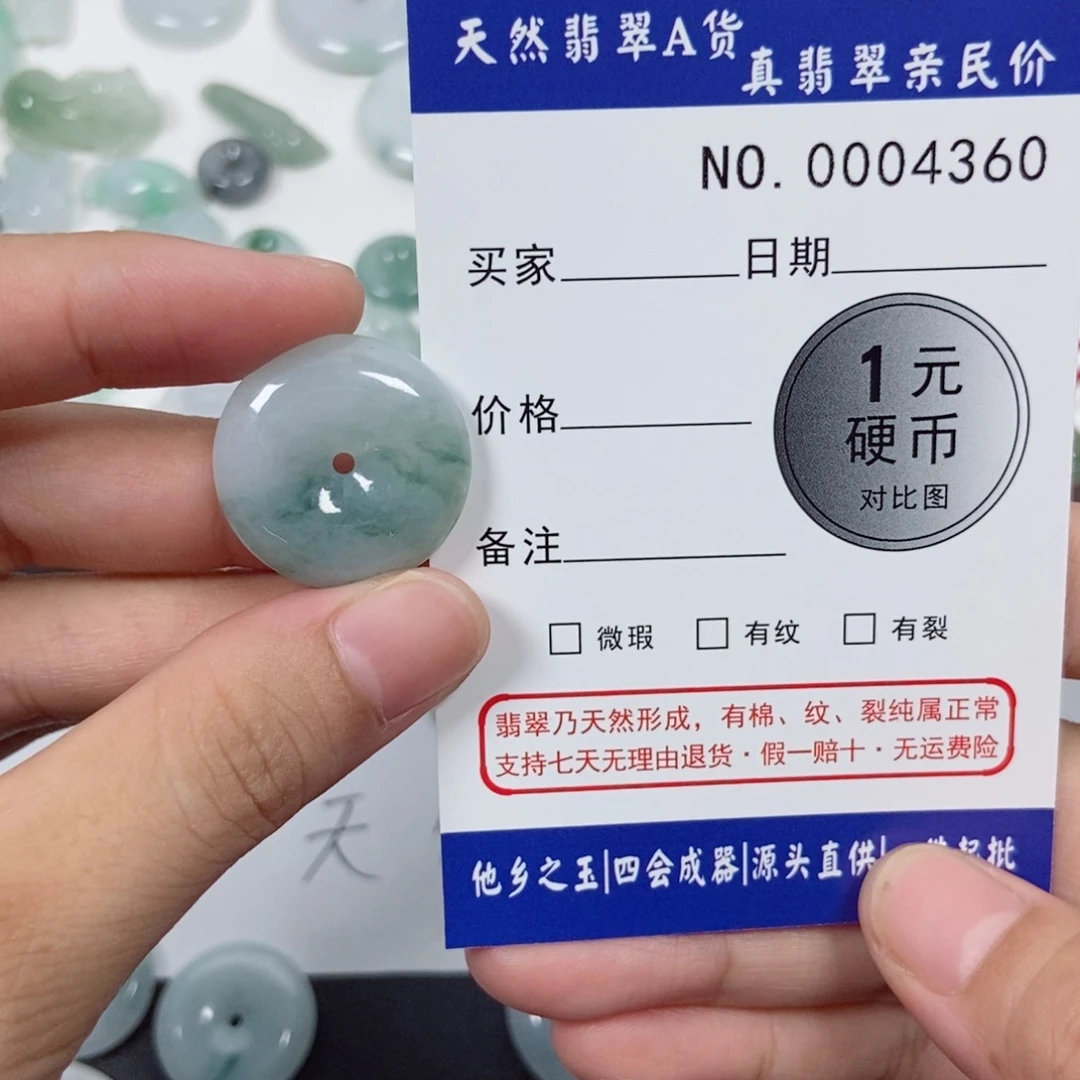 天然翡翠A货
真翡翠亲民价
NO. 0004360
买家 日期
1元
硬币
对比图
价格
备注
□ 微瑕 □ 有纹 □ 有裂
翡翠乃天然形成，有棉、纹、裂纯属正常
支持七天无理由退货·假一赔十·无运费险
他乡之玉|四会成器|源头直供|
天